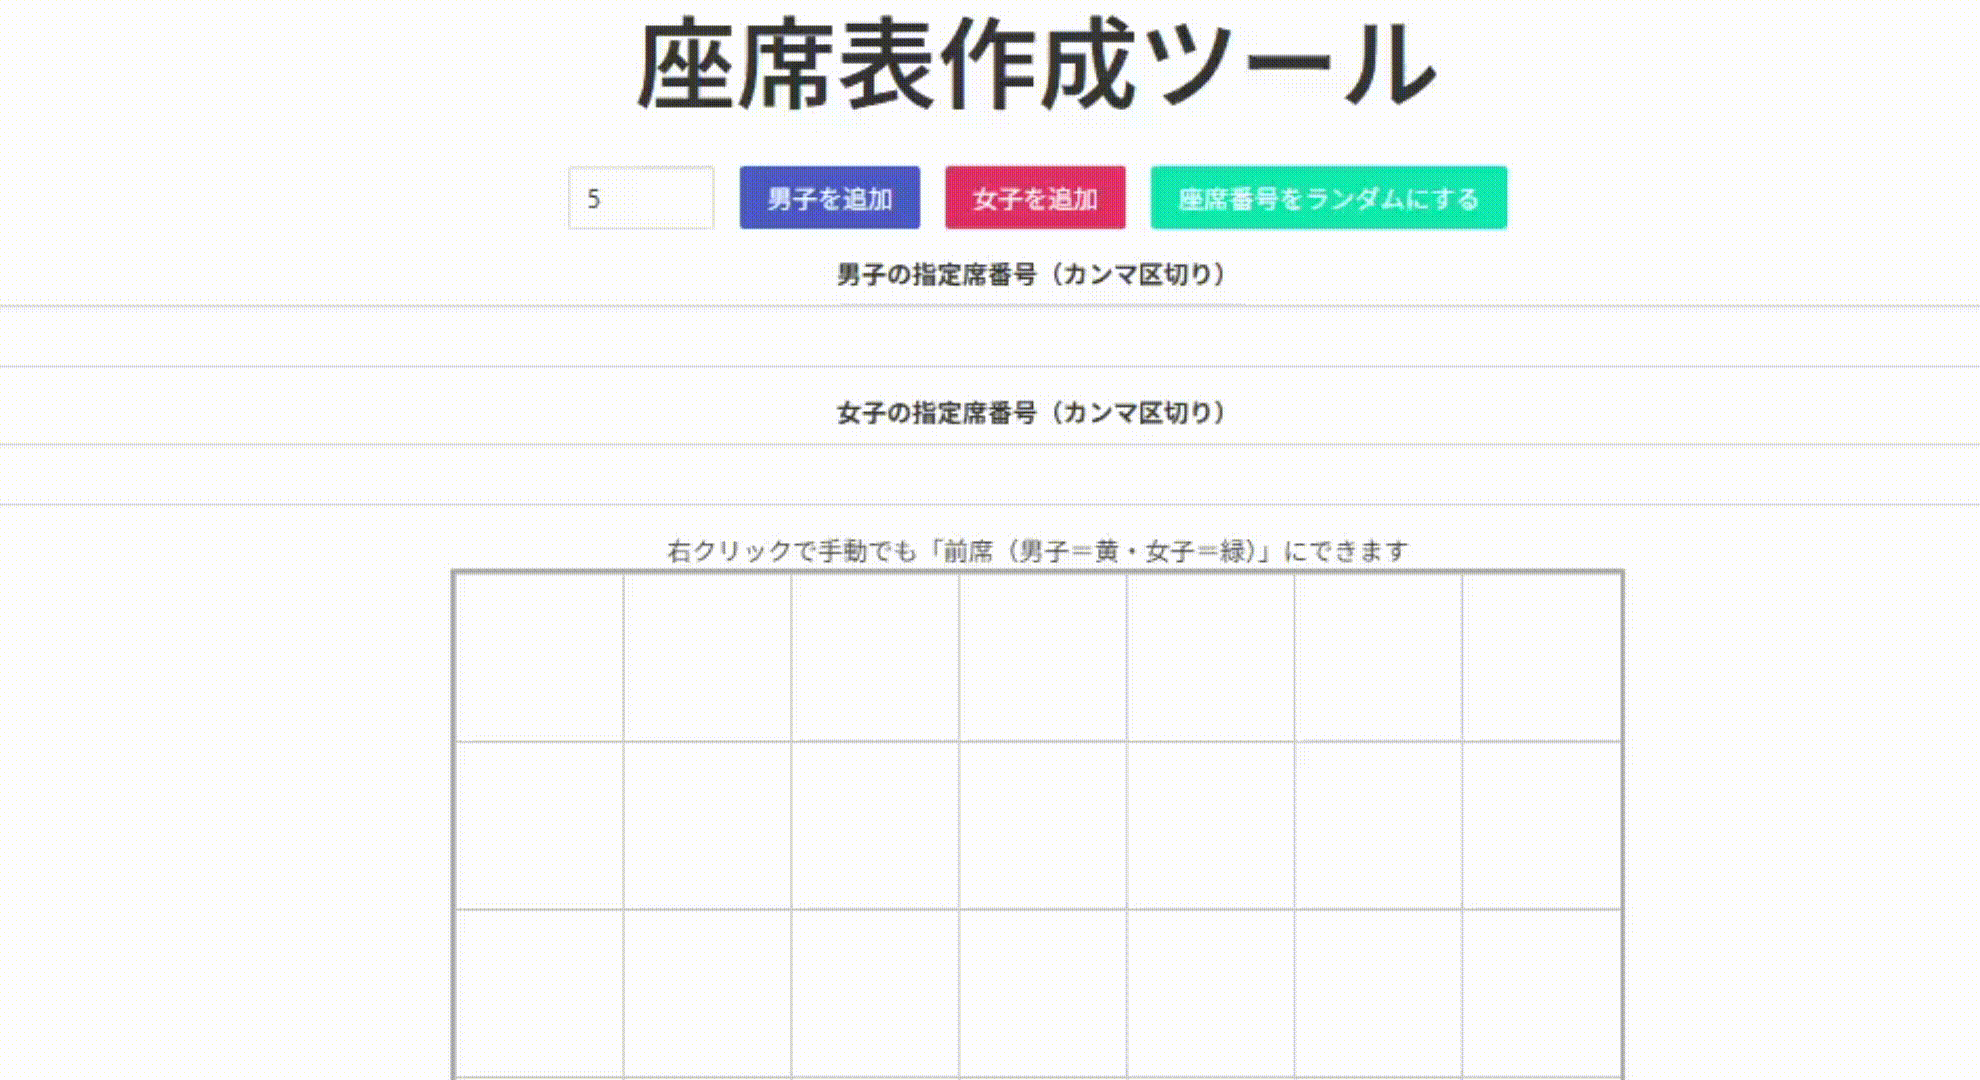 座席表作成ツール
5
男子を追加
女子を追加
座席番号をランダムにする
男子の指定席番号（カンマ区切り）
女子の指定席番号（カンマ区切り）
右クリックで手動でも「前席（男子＝黄・女子＝緑）」にできます